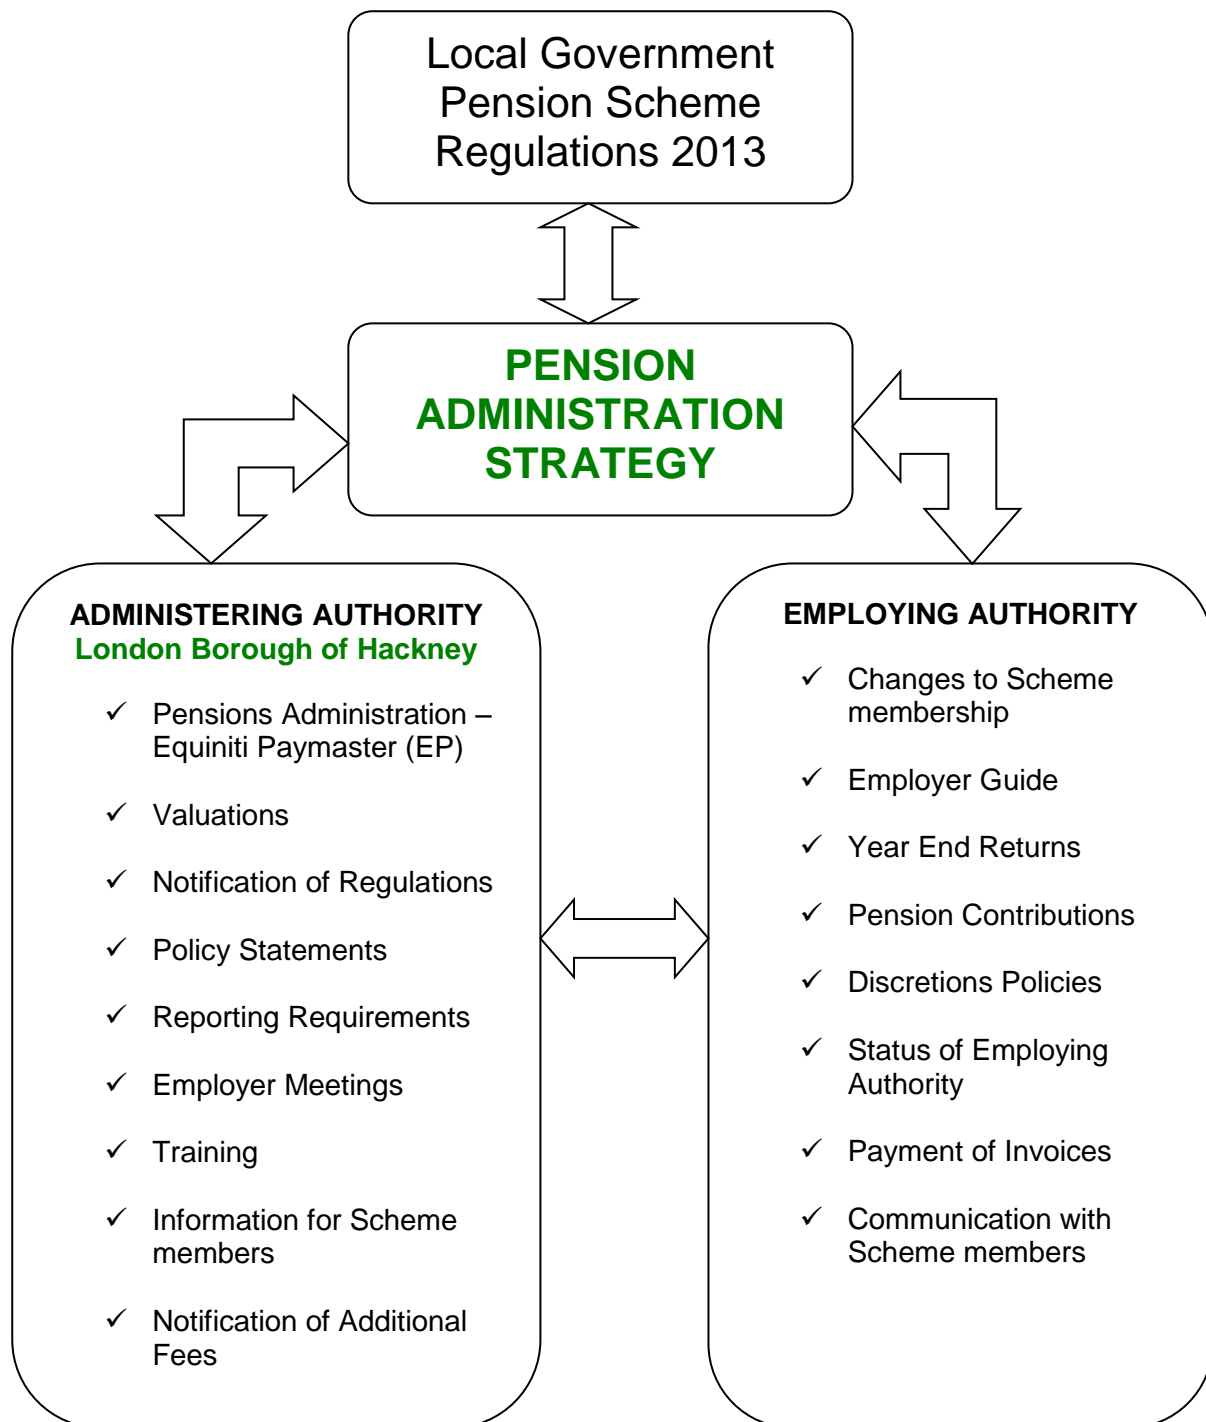 Local Government
Pension Scheme
Regulations 2013
PENSION
ADMINISTRATION
STRATEGY
ADMINISTERING AUTHORITY
London Borough of Hackney
✓ Pensions Administration –
Equiniti Paymaster (EP)
✓ Valuations
✓ Notification of Regulations
✓ Policy Statements
✓ Reporting Requirements
✓ Employer Meetings
✓ Training
✓ Information for Scheme
members
✓ Notification of Additional
Fees
EMPLOYING AUTHORITY
✓ Changes to Scheme
membership
✓ Employer Guide
✓ Year End Returns
✓ Pension Contributions
✓ Discretions Policies
✓ Status of Employing
Authority
✓ Payment of Invoices
✓ Communication with
Scheme members